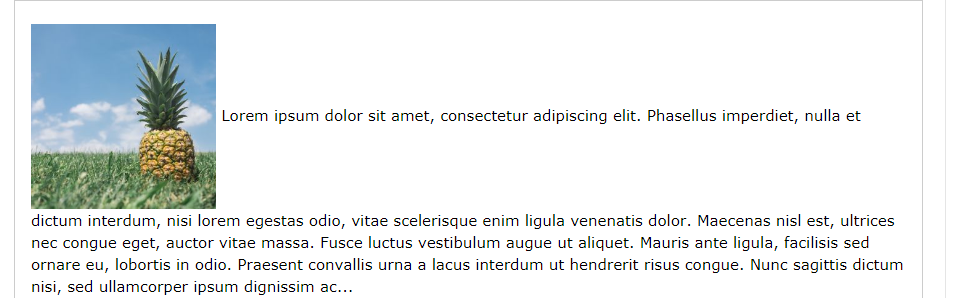 Lorem ipsum dolor sit amet, consectetur adipiscing elit. Phasellus imperdiet, nulla et
dictum interdum, nisi lorem egestas odio, vitae scelerisque enim ligula venenatis dolor. Maecenas nisl est, ultrices
nec congue eget, auctor vitae massa. Fusce luctus vestibulum augue ut aliquet. Mauris ante ligula, facilisis sed
ornare eu, lobortis in odio. Praesent convallis urna a lacus interdum ut hendrerit risus congue. Nunc sagittis dictum
nisi, sed ullamcorper ipsum dignissim ac...